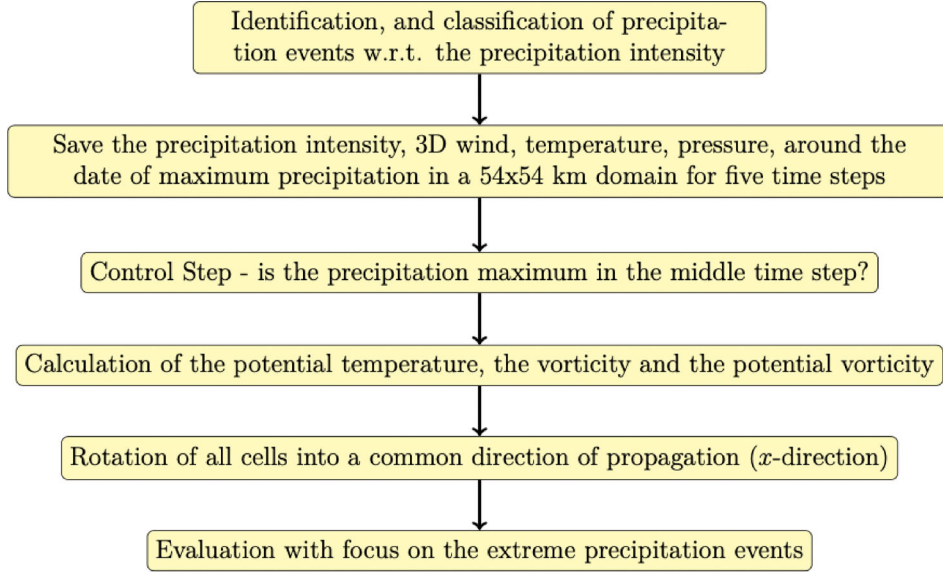 Identification, and classification of precipita-
tion events w.r.t. the precipitation intensity
Save the precipitation intensity, 3D wind, temperature, pressure, around the
date of maximum precipitation in a 54x54 km domain for five time steps
Control Step - is the precipitation maximum in the middle time step?
Calculation of the potential temperature, the vorticity and the potential vorticity
Rotation of all cells into a common direction of propagation (x-direction)
Evaluation with focus on the extreme precipitation events